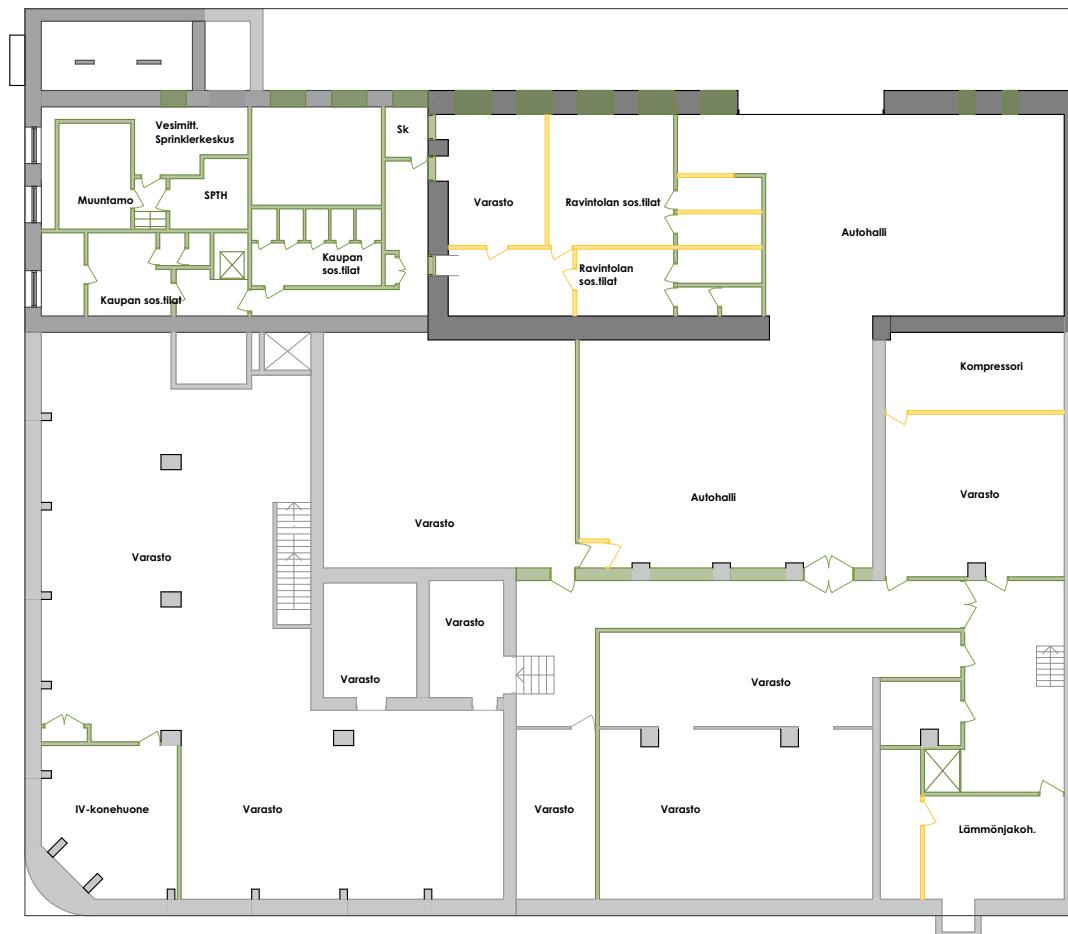 Vesimitt.
Sprinklerkeskus
Sk
Muuntamo
SPTH
Varasto
Ravintolan sos.tilat
Autohalli
Kaupan
sos.tilat
Ravintolan
sos.tilat
Kaupan sos.tilat
Kompressori
Varasto
Autohalli
Varasto
Varasto
Varasto
Varasto
Varasto
Varasto
IV-konehuone
Varasto
Varasto
Varasto
Lämmönjakoh.